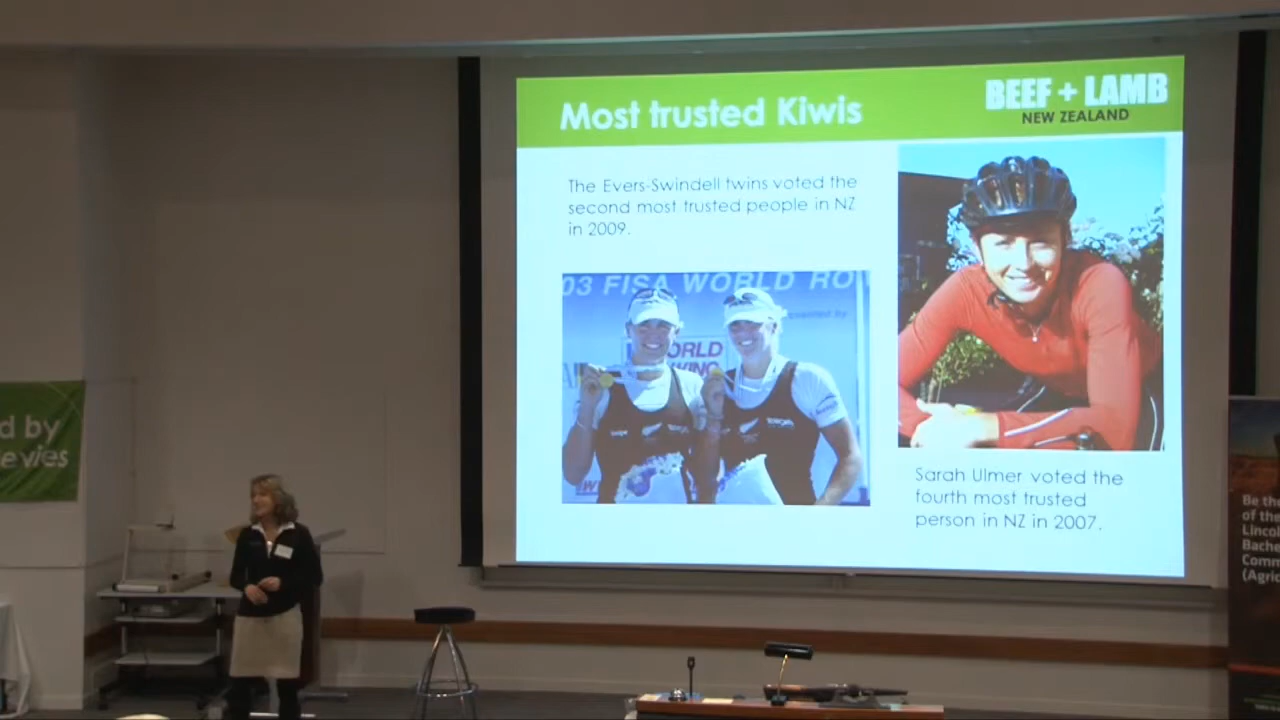 Most trusted Kiwis
BEEF + LAMB
NEW ZEALAND
The Evers-Swindell twins voted the
second most trusted people in NZ
in 2009.
03 FISA WORLD RO
WORLD
Sarah Ulmer voted the
fourth most trusted
person in NZ in 2007.
d by
evies
Be the
of the
Linco
Bache
Comm
(Agric